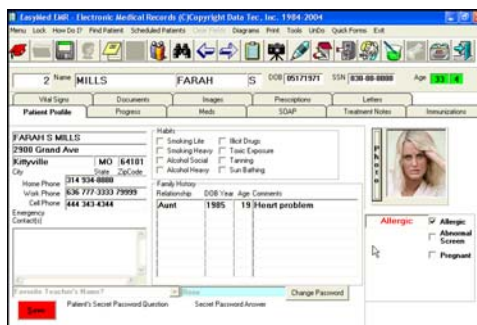 EasyMed EMR - Electronic Medical Records (C)Copyright Data Tec, Inc. 1984-2004
Menu Lock How Do I? Find Patient Scheduled Patients Clear Fields Diagrams Print Tools UnDo Quick Forms Exit
2 Name MILLS FARAH S DOB 05171971 SSN 030-80-8080 Age 33 4
Vital Signs Documents Images Prescriptions Letters
Patient Profile Progress Meds SOAP Treatment Notes Immunizations
FARAH S MILLS
2900 Grand Ave
Kittyville MO 64101
City State ZipCode
Home Phone 314 934-8080
Work Phone 636 777-3333 79999
Cell Phone 444 343-4344
Emergency
Contact(s)
Habits
Smoking Lite Illicit Drugs
Smoking Heavy Toxic Exposure
Alcohol Social Tanning
Alcohol Heavy Sun Bathing
Family History
Relationship DOB Year Age Comments
Aunt 1985 19 Heart problem
Photo
Allergic Allergic
Abnormal
Screen
Pregnant
Favorite Teacher's Name? Change Password
Save Patient's Secret Password Question Secret Password Answer